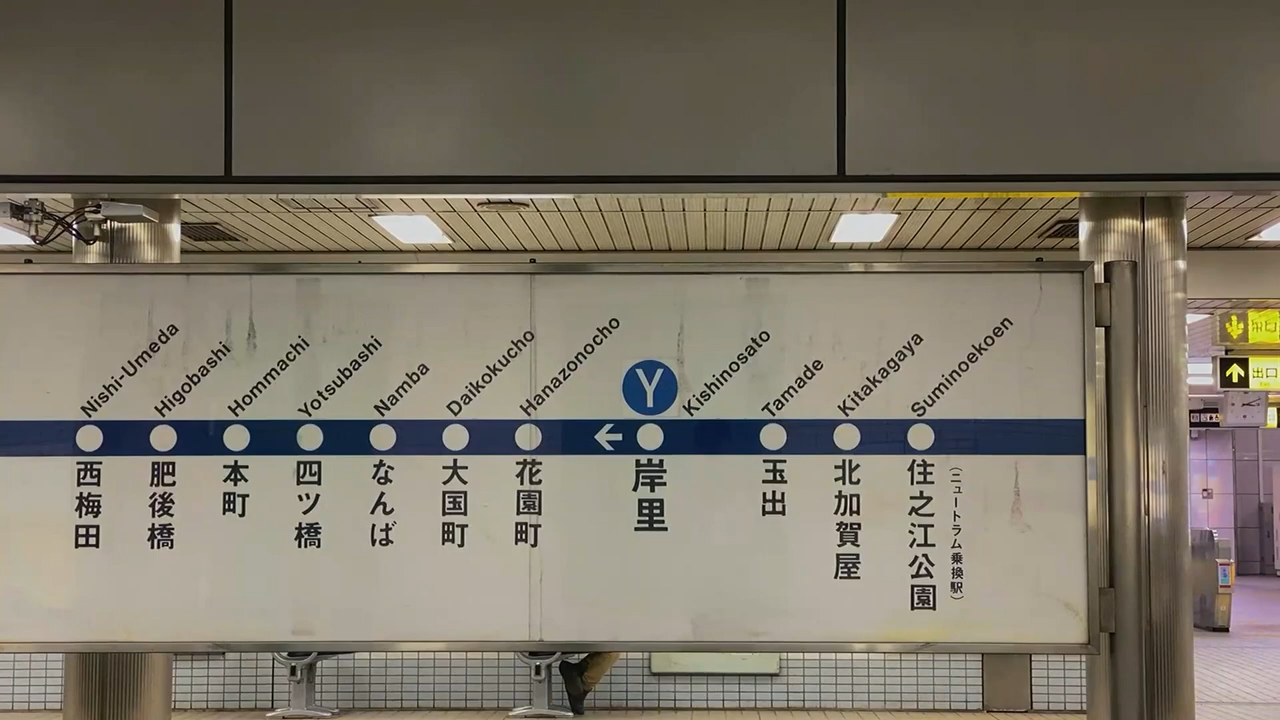 Nishi-Umeda
Higobashi
Hommachi
Yotsubashi
Namba
Daikokucho
Hanazonocho
Y
Kishinosato
Tamade
Kitakagaya
Suminoekoen
西梅田
肥後橋
本町
四ツ橋
なんば
大国町
花園町
←
岸里
玉出
北加賀屋
住之江公園
(ニュートラム乗換駅)
出口